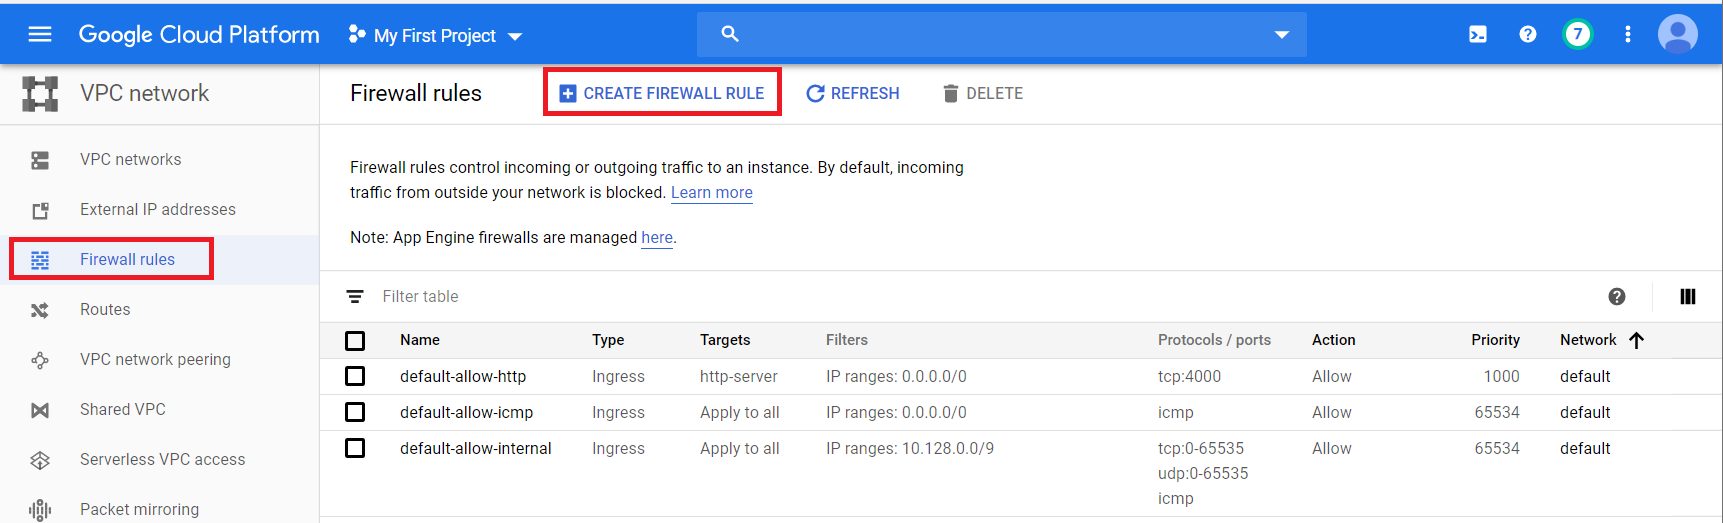 Google Cloud Platform My First Project 7
VPC network
Firewall rules CREATE FIREWALL RULE REFRESH DELETE
VPC networks
External IP addresses
Firewall rules
Routes
VPC network peering
Shared VPC
Serverless VPC access
Packet mirroring
Firewall rules control incoming or outgoing traffic to an instance. By default, incoming
traffic from outside your network is blocked. Learn more
Note: App Engine firewalls are managed here.
Filter table
Name Type Targets Filters Protocols / ports Action Priority Network
default-allow-http Ingress http-server IP ranges: 0.0.0.0/0 tcp:4000 Allow 1000 default
default-allow-icmp Ingress Apply to all IP ranges: 0.0.0.0/0 icmp Allow 65534 default
default-allow-internal Ingress Apply to all IP ranges: 10.128.0.0/9 tcp:0-65535 Allow 65534 default
udp:0-65535
icmp